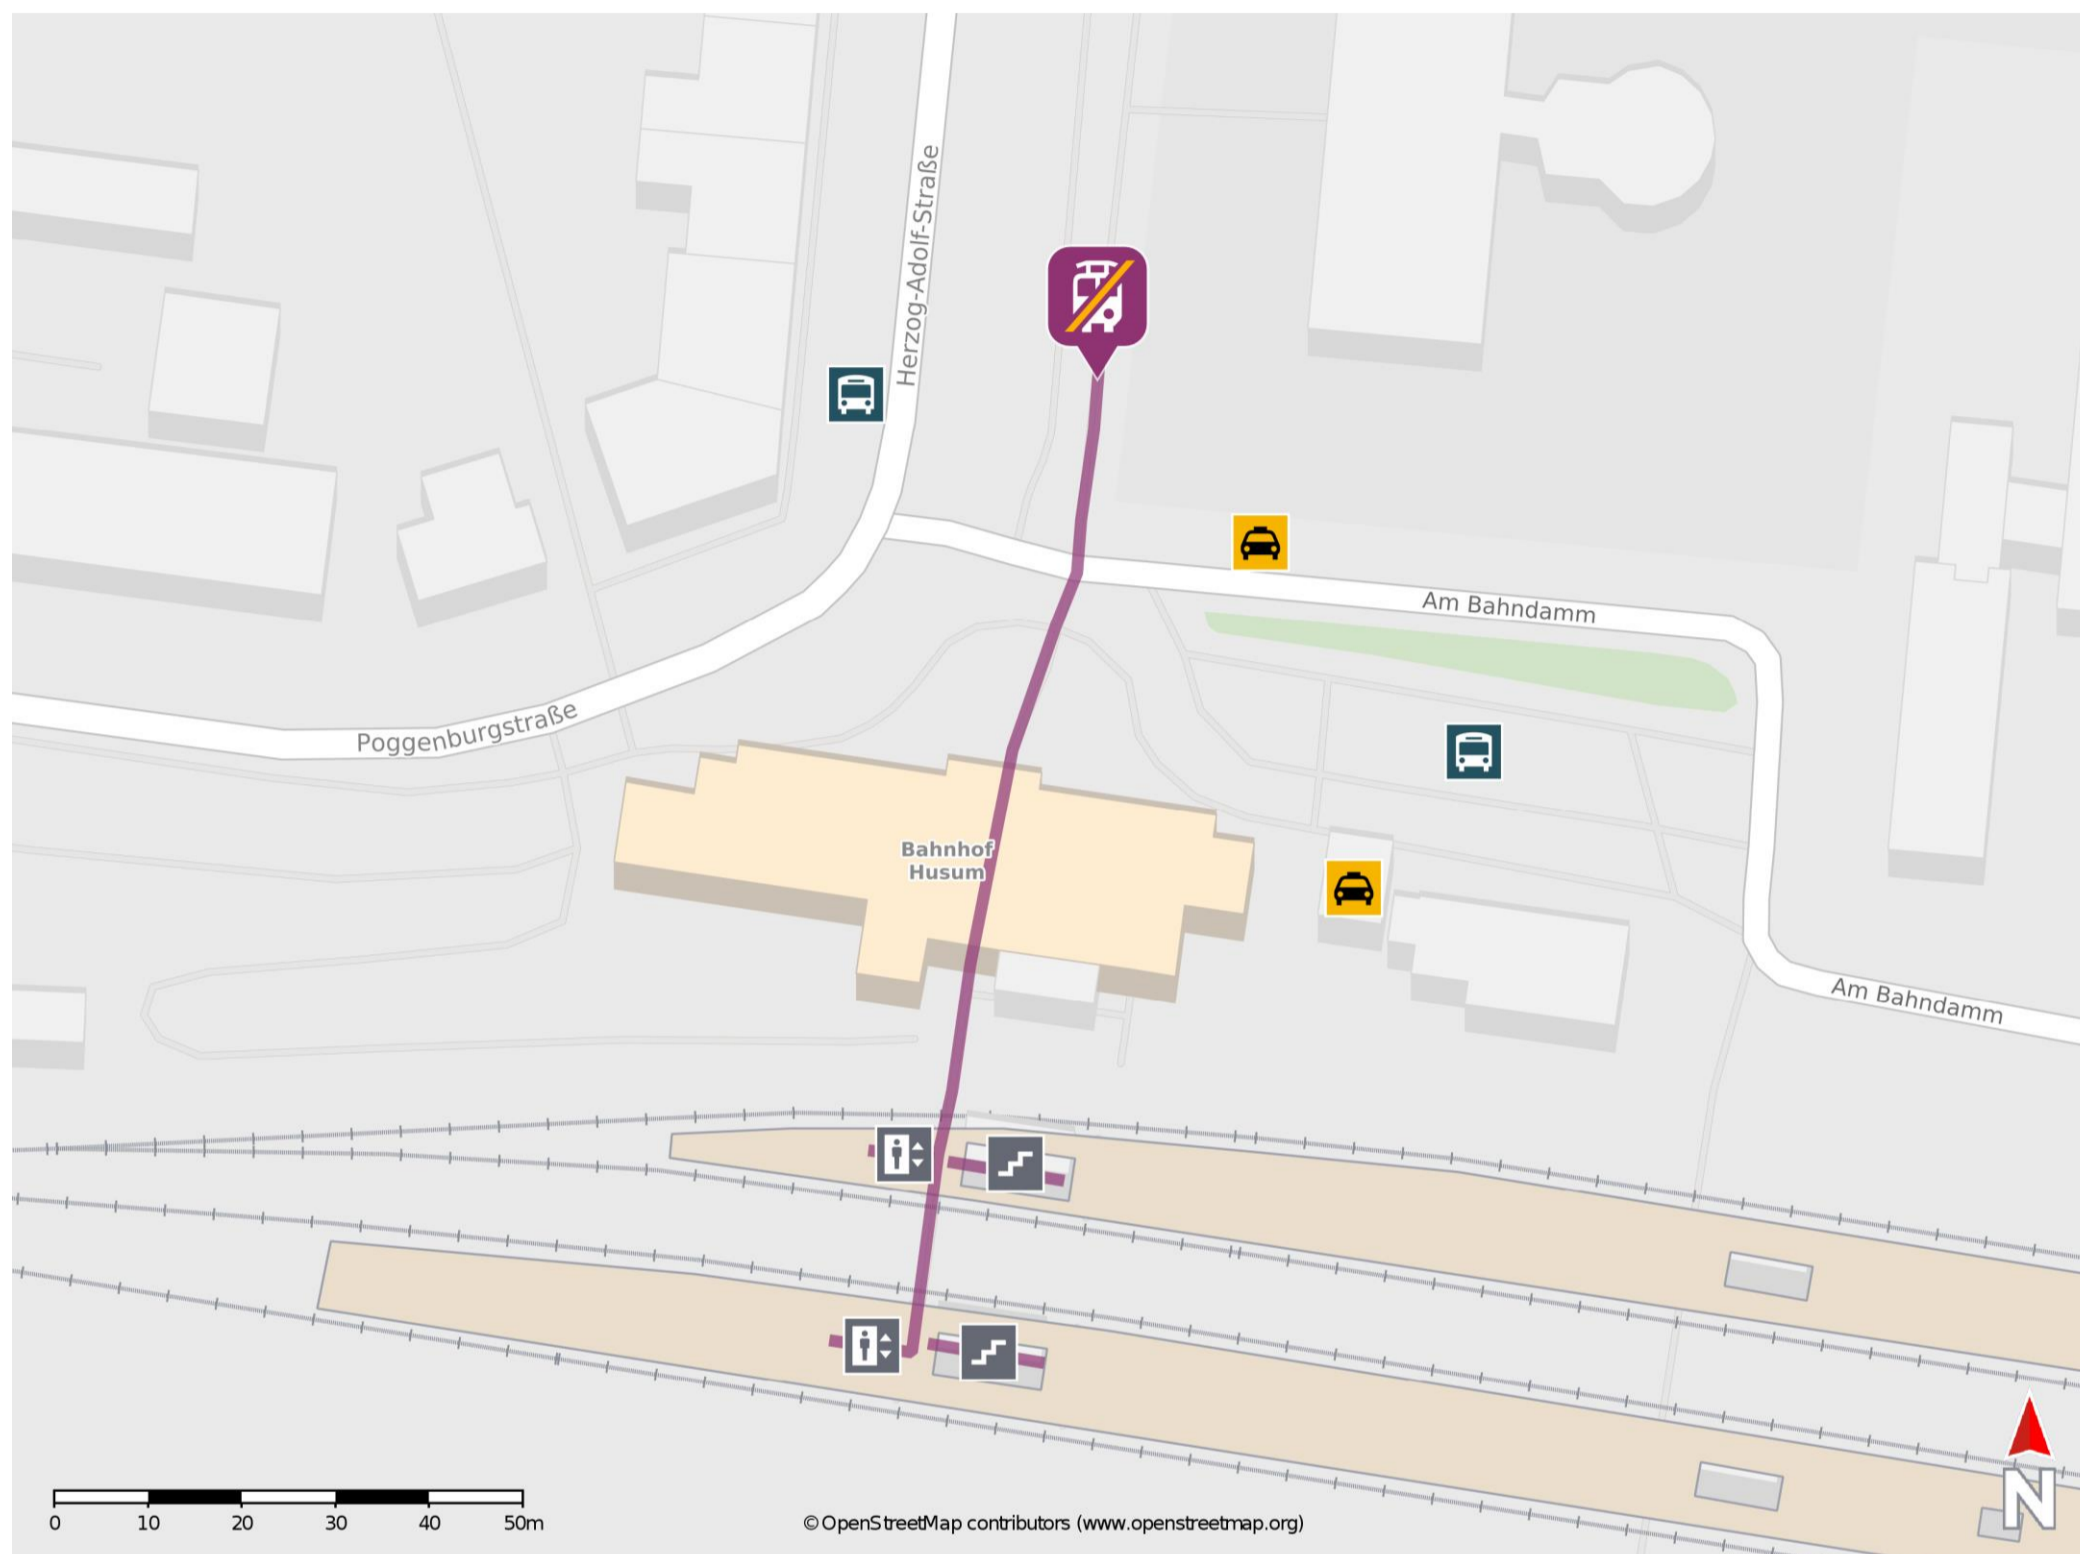 Herzog-Adolf-Straße
Am Bahndamm
Poggenburgstraße
Bahnhof
Husum
Am Bahndamm
N
0 10 20 30 40 50m
©OpenStreetMap contributors (www.openstreetmap.org)